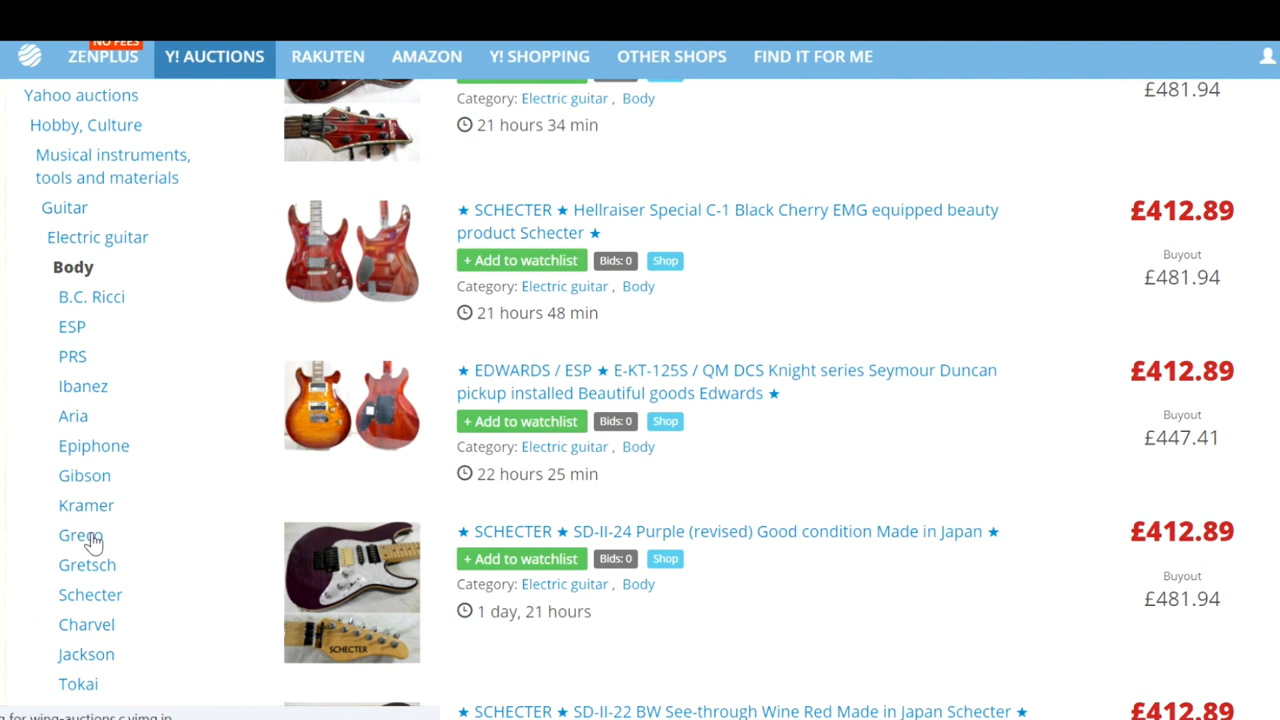 NO FEES
ZENPLUS
Y! AUCTIONS
RAKUTEN
AMAZON
Y! SHOPPING
OTHER SHOPS
FIND IT FOR ME
Yahoo auctions
Hobby, Culture
Musical instruments,
tools and materials
Guitar
Electric guitar
Body
B.C. Ricci
ESP
PRS
Ibanez
Aria
Epiphone
Gibson
Kramer
Greco
Gretsch
Schecter
Charvel
Jackson
Tokai
Category: Electric guitar , Body
21 hours 34 min
£481.94
★ SCHECTER ★ Hellraiser Special C-1 Black Cherry EMG equipped beauty
product Schecter ★
+ Add to watchlist Bids: 0 Shop
Category: Electric guitar , Body
21 hours 48 min
£412.89
Buyout
£481.94
★ EDWARDS / ESP ★ E-KT-125S / QM DCS Knight series Seymour Duncan
pickup installed Beautiful goods Edwards ★
+ Add to watchlist Bids: 0 Shop
Category: Electric guitar , Body
22 hours 25 min
£412.89
Buyout
£447.41
★ SCHECTER ★ SD-II-24 Purple (revised) Good condition Made in Japan ★
+ Add to watchlist Bids: 0 Shop
Category: Electric guitar , Body
1 day, 21 hours
£412.89
Buyout
£481.94
SCHECTER
★ SCHECTER ★ SD-II-22 BW See-through Wine Red Made in Japan Schecter ★
£412.89